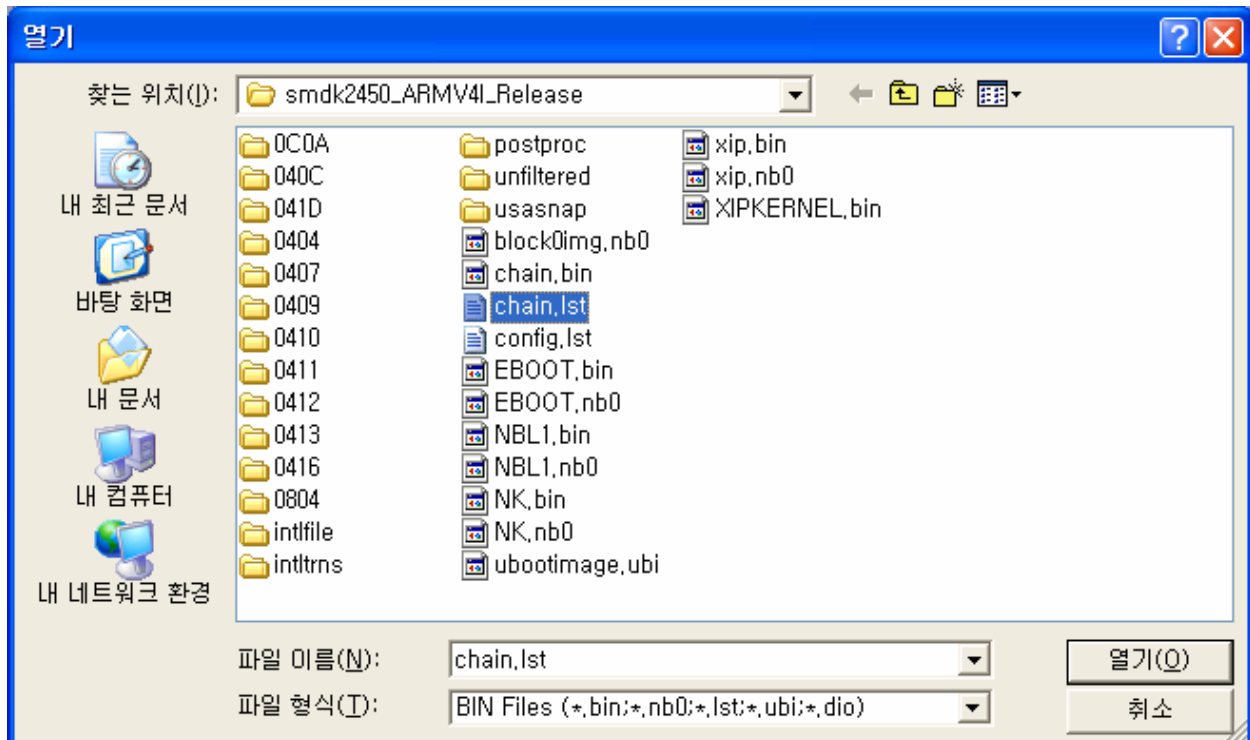 열기
찾는 위치(I):
smdk2450_ARMV4I_Release
내 최근 문서
바탕 화면
내 문서
내 컴퓨터
내 네트워크 환경
0C0A
040C
041D
0404
0407
0409
0410
0411
0412
0413
0416
0804
intlfile
intltrns
postproc
unfiltered
usasnap
block0img,nb0
chain,bin
chain,lst
config,lst
EBOOT,bin
EBOOT,nb0
NBL1,bin
NBL1,nb0
NK,bin
NK,nb0
ubootimage,ubi
xip,bin
xip,nb0
XIPKERNEL,bin
파일 이름(N):
chain,lst
열기(O)
파일 형식(T):
BIN Files (*,bin;*,nb0;*,lst;*,ubi;*,dio)
취소